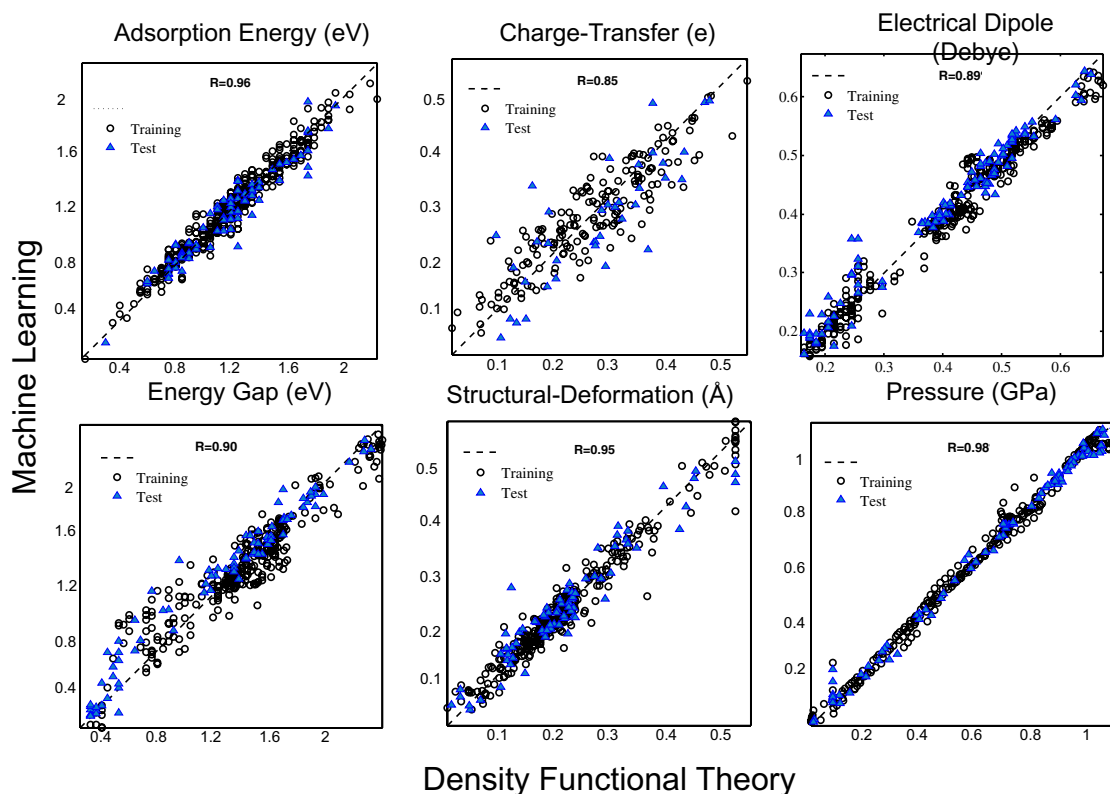 Adsorption Energy (eV)
R=0.96
Training
Test
2
1.6
1.2
0.8
0.4
0.4
0.8
1.2
1.6
2
Charge-Transfer (e)
R=0.85
Training
Test
0.5
0.4
0.3
0.2
0.1
0.1
0.2
0.3
0.4
0.5
Electrical Dipole
(Debye)
R=0.89
Training
Test
0.6
0.5
0.4
0.3
0.2
0.2
0.3
0.4
0.5
0.6
Machine Learning
Energy Gap (eV)
R=0.90
Training
Test
2
1.6
1.2
0.8
0.4
0.4
0.8
1.2
1.6
2
Structural-Deformation (Å)
R=0.95
Training
Test
0.5
0.4
0.3
0.2
0.1
0.1
0.2
0.3
0.4
0.5
Pressure (GPa)
R=0.98
Training
Test
1
0.8
0.6
0.4
0.2
0.2
0.4
0.6
0.8
1
Density Functional Theory